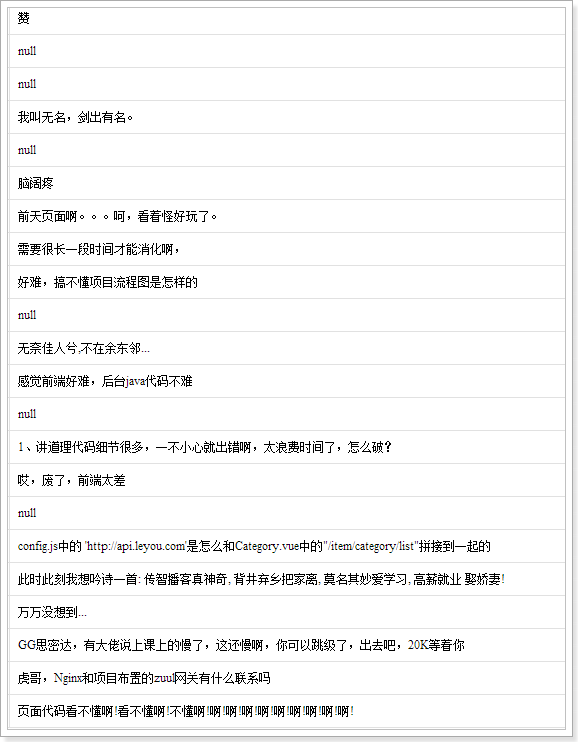 赞
null
null
我叫无名，剑出有名。
null
脑阔疼
前天页面啊。。。呵，看着怪好玩了。
需要很长一段时间才能消化啊，
好难，搞不懂项目流程图是怎样的
null
无奈佳人兮,不在余东邻...
感觉前端好难，后台java代码不难
null
1、讲道理代码细节很多，一不小心就出错啊，太浪费时间了，怎么破？
哎，废了，前端太差
null
config.js中的 'http://api.leyou.com'是怎么和Category.vue中的"/item/category/list"拼接到一起的
此时此刻我想吟诗一首: 传智播客真神奇, 背井弃乡把家离, 莫名其妙爱学习, 高薪就业 娶娇妻!
万万没想到...
GG思密达，有大佬说上课上的慢了，这还慢啊，你可以跳级了，出去吧，20K等着你
虎哥，Nginx和项目布置的zuul网关有什么联系吗
页面代码看不懂啊!看不懂啊!不懂啊!啊!啊!啊!啊!啊!啊!啊!啊!啊!